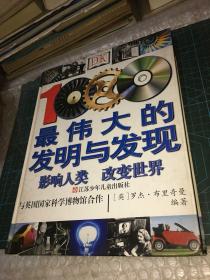 DK
1000
最伟大的
发明与发现
影响人类 改变世界
江苏少年儿童出版社
与英国国家科学博物馆合作
[英]罗杰·布里奇曼
编著